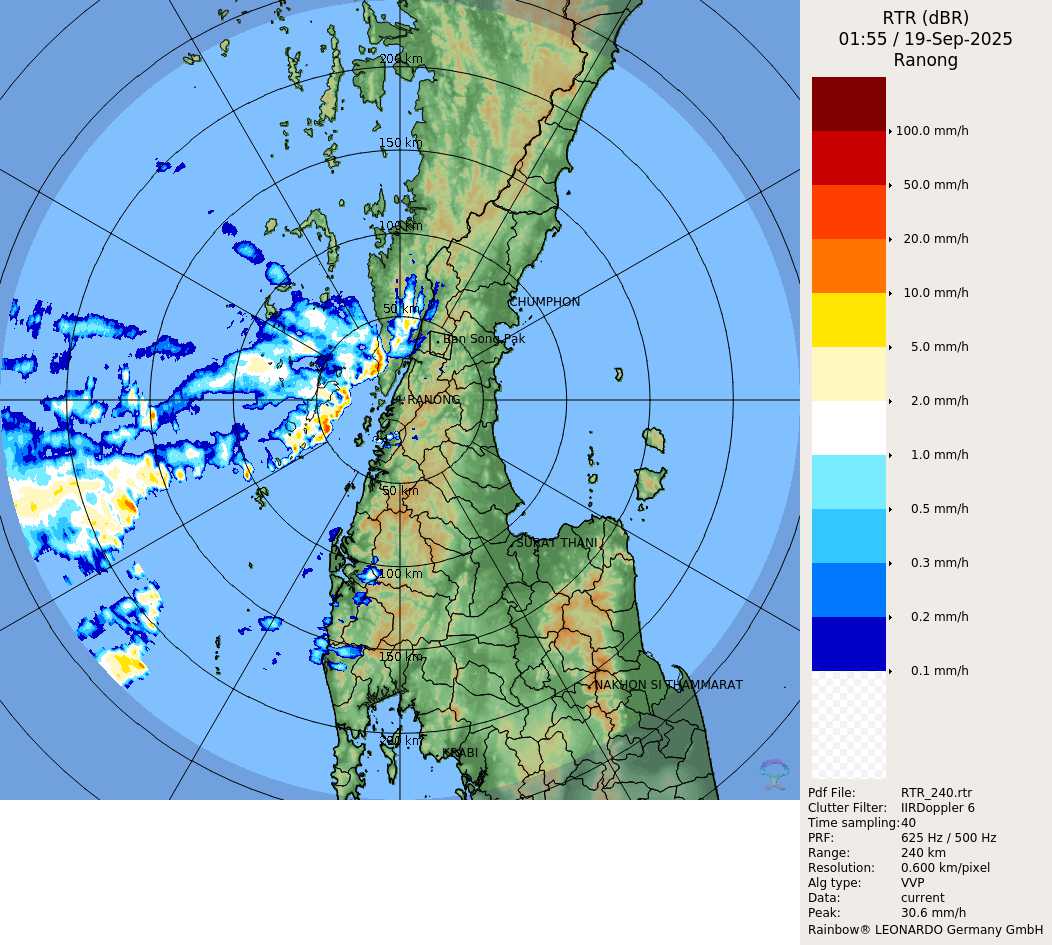 RTR (dBR)
01:55 / 19-Sep-2025
Ranong
200 km
150 km
100 km
50 km
CHUMPHON
Ban Song Pak
RANONG
50 km
SURAT THANI
100 km
150 km
NAKHON SI THAMMARAT
200 km
KRABI
100.0 mm/h
50.0 mm/h
20.0 mm/h
10.0 mm/h
5.0 mm/h
2.0 mm/h
1.0 mm/h
0.5 mm/h
0.3 mm/h
0.2 mm/h
0.1 mm/h
Pdf File: RTR_240.rtr
Clutter Filter: IIRDoppler 6
Time sampling:40
PRF: 625 Hz / 500 Hz
Range: 240 km
Resolution: 0.600 km/pixel
Alg type: VVP
Data: current
Peak: 30.6 mm/h
Rainbow® LEONARDO Germany GmbH